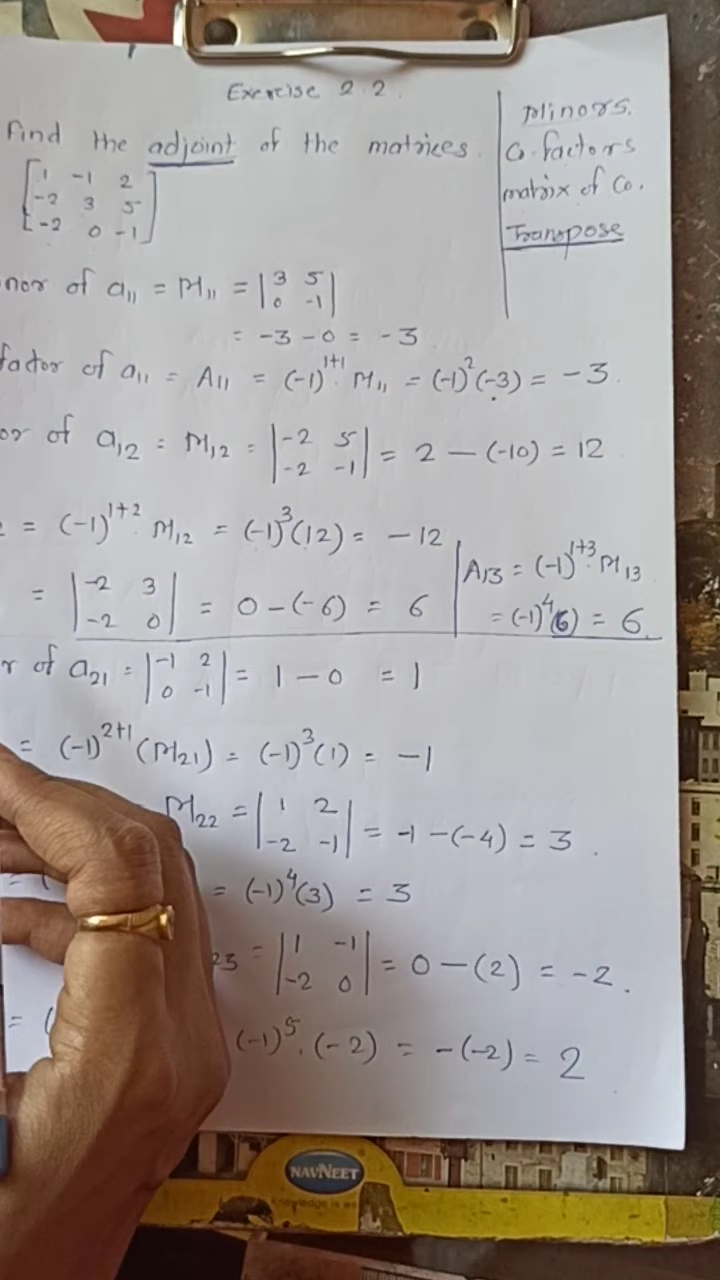 Exercise 2.2.
Minors.
Co-factors
matrix of Co.
Transpose
Find the adjoint of the matrices.
[1 -1 2
-2 3 5
-2 0 -1]
nor of a11 = M11 = |3 5
0 -1|
= -3 - 0 = -3
factor of a11 = A11 = (-1)^1+1 . M11 = (-1)^2 (-3) = -3.
or of a12 = M12 = |-2 5
-2 -1| = 2 - (-10) = 12
2 = (-1)^1+2 M12 = (-1)^3 (12) = -12
A13 = (-1)^1+3 . M13
= (-1)^4 (6) = 6.
= |-2 3
-2 0| = 0 - (-6) = 6
r of a21 = |-1 2
0 -1| = 1 - 0 = 1
= (-1)^2+1 (M21) = (-1)^3 (1) = -1
M22 = |1 2
-2 -1| = -1 - (-4) = 3.
= (-1)^4 (3) = 3
23 = |1 -1
-2 0| = 0 - (2) = -2.
= (
(-1)^5 . (-2) = -(-2) = 2
NAVNEET